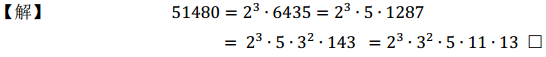 【解】 51480 = 2³ ∙ 6435 = 2³ ∙ 5 ∙ 1287
= 2³ ∙ 5 ∙ 3² ∙ 143 = 2³ ∙ 3² ∙ 5 ∙ 11 ∙ 13 □